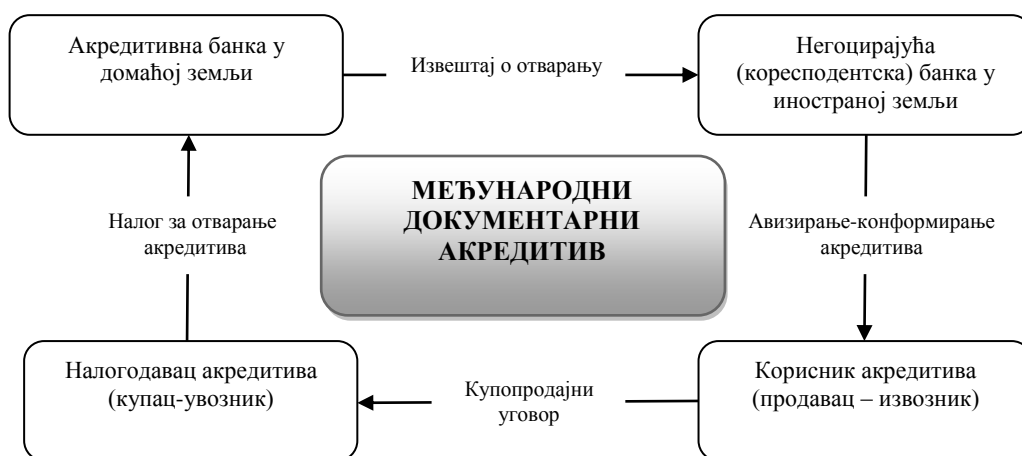 Акредитивна банка у
домаћој земљи
Извештај о отварању
Негоцирајућа
(коресподентска) банка у
иностраној земљи
МЕЂУНАРОДНИ
ДОКУМЕНТАРНИ
АКРЕДИТИВ
Налог за отварање
акредитива
Авизирање-конформирање
акредитива
Налогодавац акредитива
(купац-увозник)
Купопродајни
уговор
Корисник акредитива
(продавац – извозник)